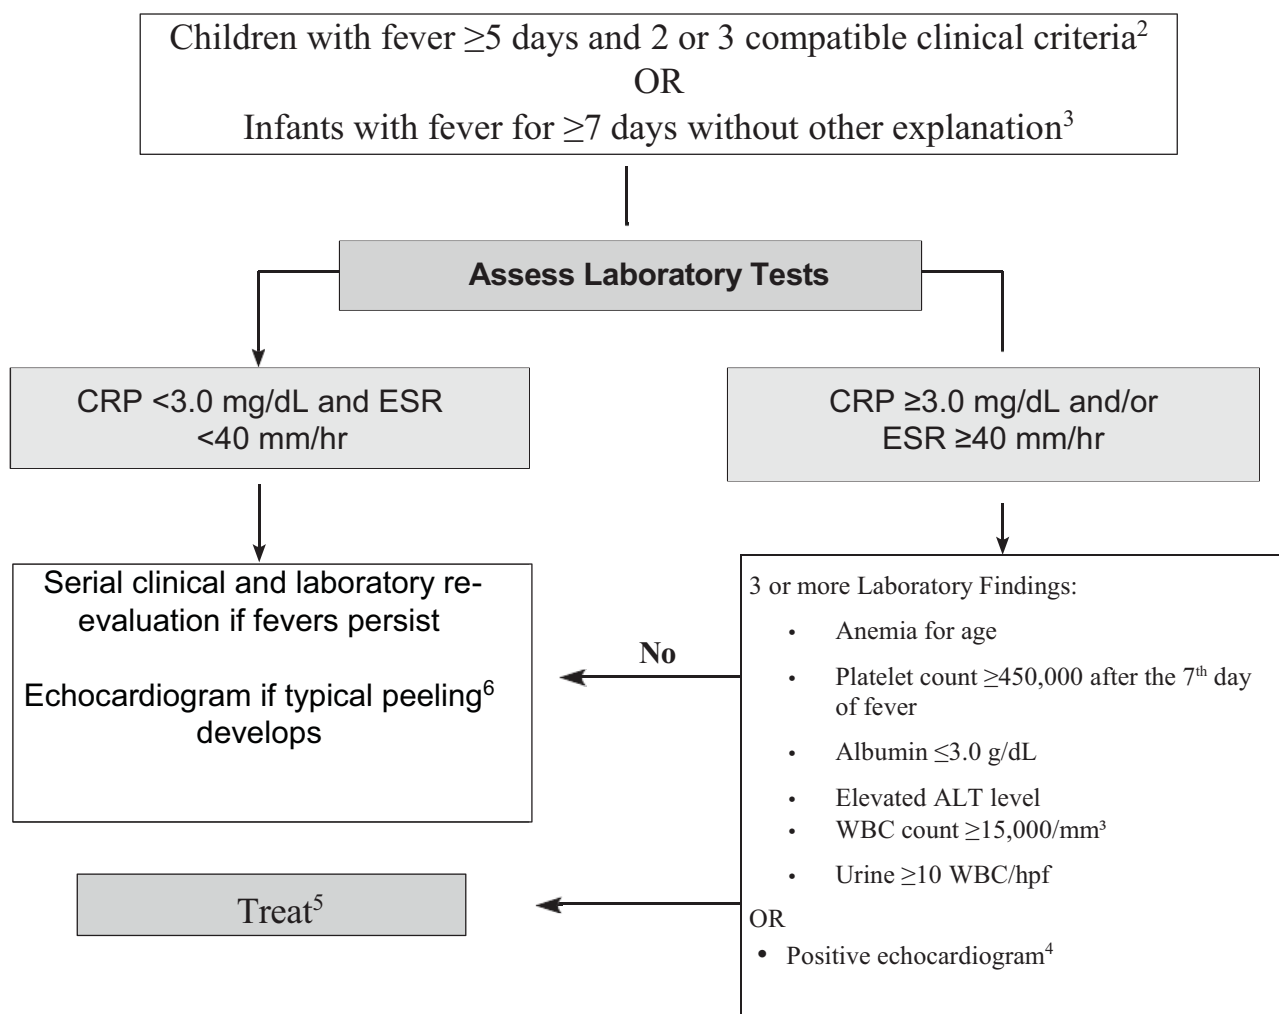 Children with fever ≥5 days and 2 or 3 compatible clinical criteria²
OR
Infants with fever for ≥7 days without other explanation³
Assess Laboratory Tests
CRP <3.0 mg/dL and ESR
<40 mm/hr
CRP ≥3.0 mg/dL and/or
ESR ≥40 mm/hr
Serial clinical and laboratory re-
evaluation if fevers persist
Echocardiogram if typical peeling⁶
develops
No
3 or more Laboratory Findings:
• Anemia for age
• Platelet count ≥450,000 after the 7th day
of fever
• Albumin ≤3.0 g/dL
• Elevated ALT level
• WBC count ≥15,000/mm³
• Urine ≥10 WBC/hpf
OR
• Positive echocardiogram⁴
Treat⁵